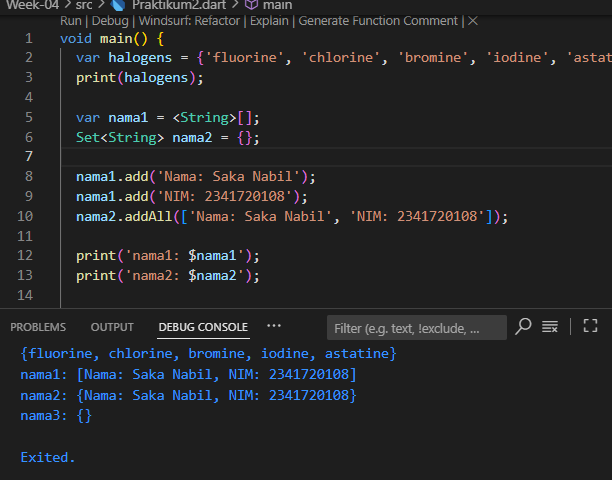 Week-04 > src > Praktikum2.dart > main
Run | Debug | Windsurf: Refactor | Explain | Generate Function Comment | ✕
1 void main() {
2 var halogens = {'fluorine', 'chlorine', 'bromine', 'iodine', 'astatine
3 print(halogens);
4
5 var nama1 = <String>[];
6 Set<String> nama2 = {};
7
8 nama1.add('Nama: Saka Nabil');
9 nama1.add('NIM: 2341720108');
10 nama2.addAll(['Nama: Saka Nabil', 'NIM: 2341720108']);
11
12 print('nama1: $nama1');
13 print('nama2: $nama2');
14
PROBLEMS OUTPUT DEBUG CONSOLE ···
Filter (e.g. text, !exclude, ...
{fluorine, chlorine, bromine, iodine, astatine}
nama1: [Nama: Saka Nabil, NIM: 2341720108]
nama2: {Nama: Saka Nabil, NIM: 2341720108}
nama3: {}
Exited.